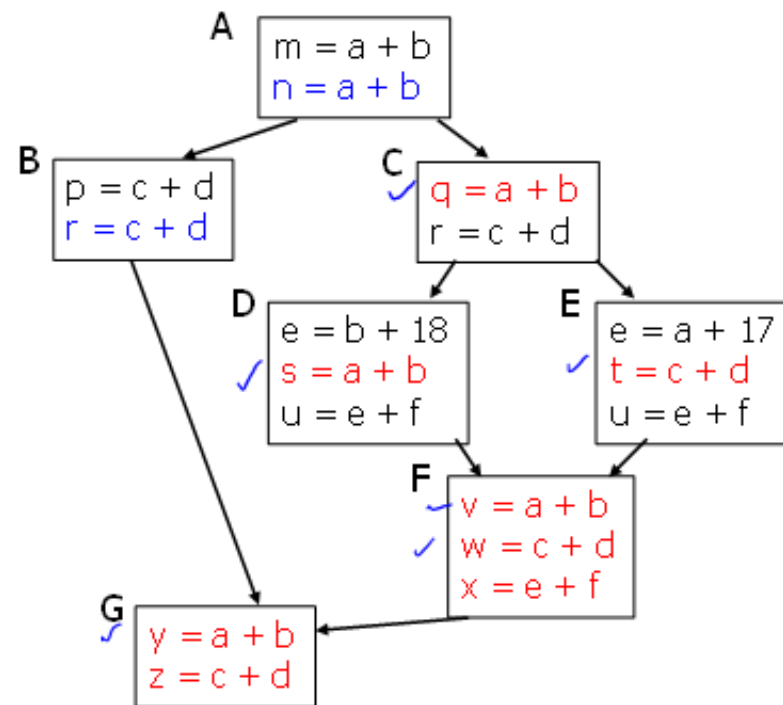 A
m = a + b
n = a + b
B
p = c + d
r = c + d
C
q = a + b
r = c + d
D
e = b + 18
s = a + b
u = e + f
E
e = a + 17
t = c + d
u = e + f
F
v = a + b
w = c + d
x = e + f
G
y = a + b
z = c + d